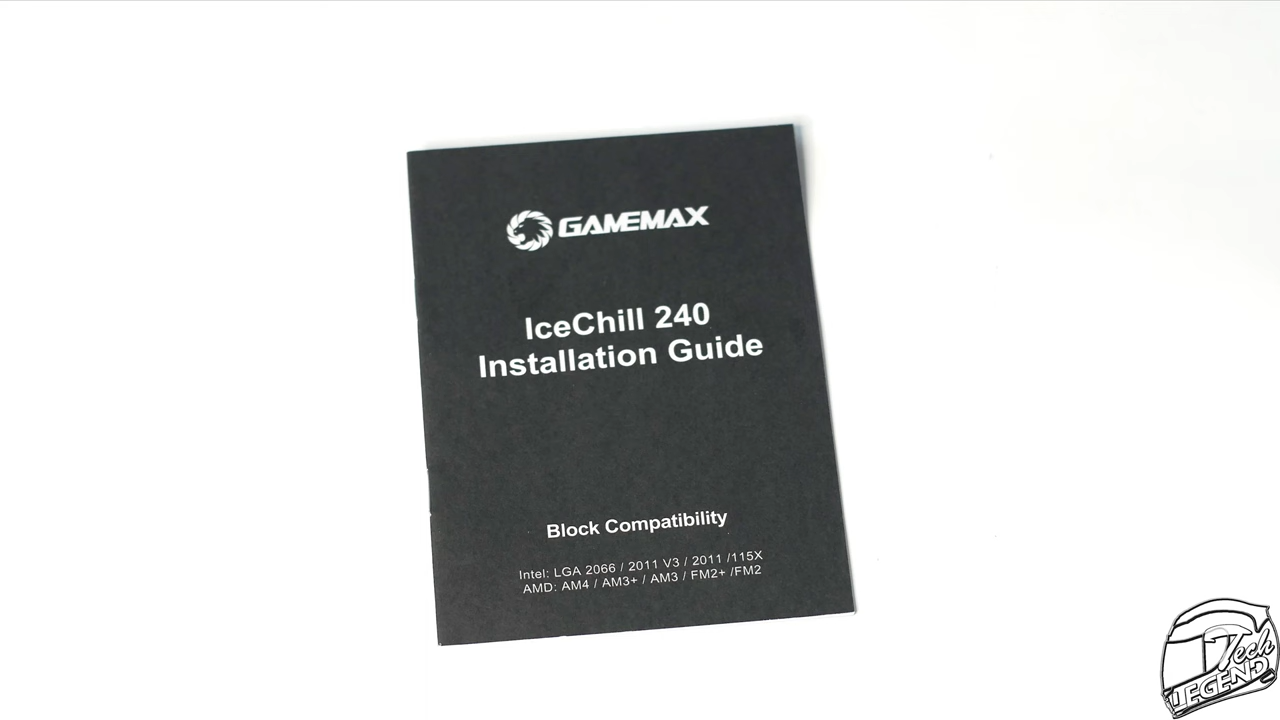 GAMEMAX
IceChill 240
Installation Guide
Block Compatibility
Intel: LGA 2066 / 2011 V3 / 2011 /115X
AMD: AM4 / AM3+ / AM3 / FM2+ /FM2
Tech
LEGEND